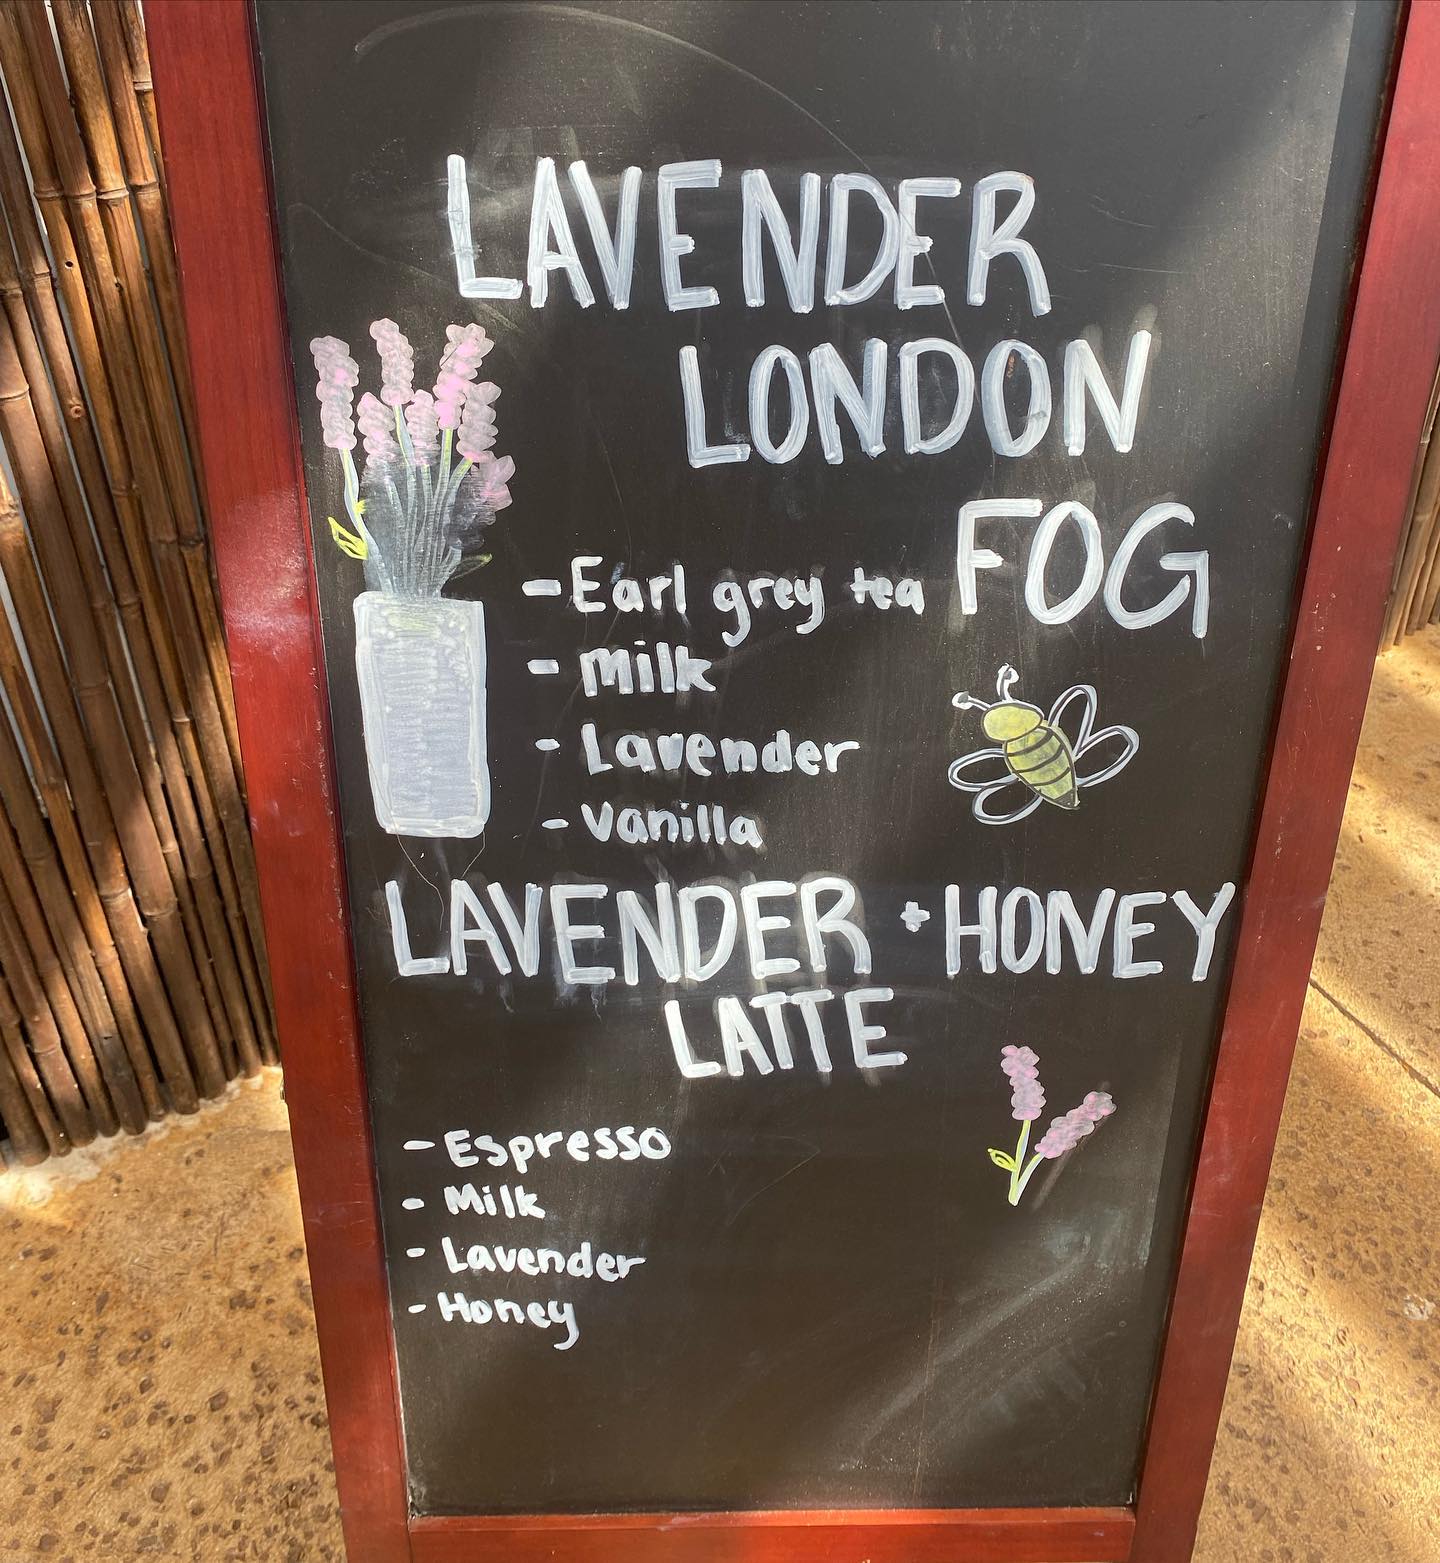 LAVENDER
LONDON
FOG
- Earl grey tea
- Milk
- Lavender
- Vanilla
LAVENDER + HONEY
LATTE
- Espresso
- Milk
- Lavender
- Honey